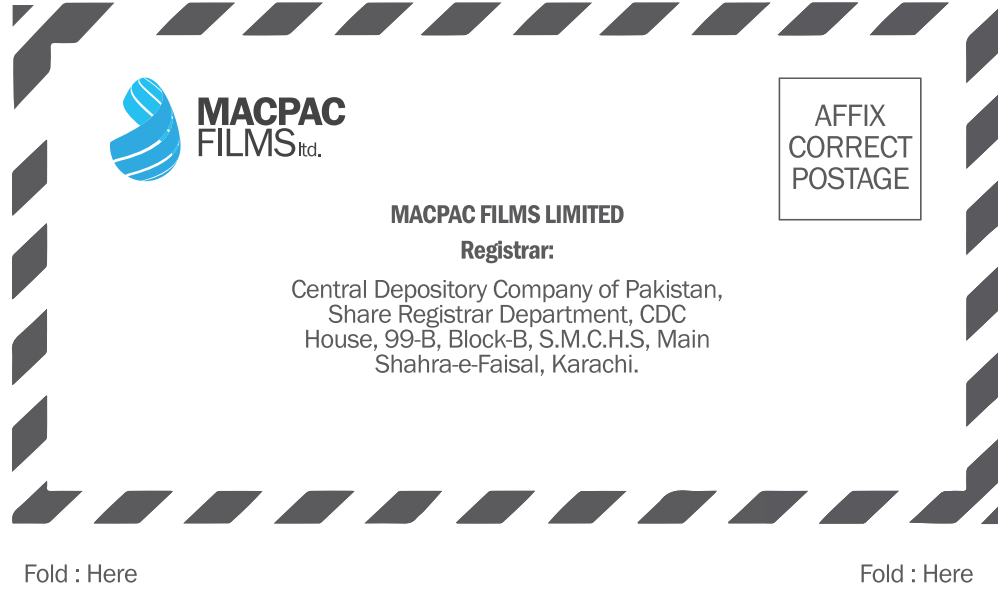 MACPAC
FILMS ltd.
AFFIX
CORRECT
POSTAGE
MACPAC FILMS LIMITED
Registrar:
Central Depository Company of Pakistan,
Share Registrar Department, CDC
House, 99-B, Block-B, S.M.C.H.S, Main
Shahra-e-Faisal, Karachi.
Fold : Here
Fold : Here